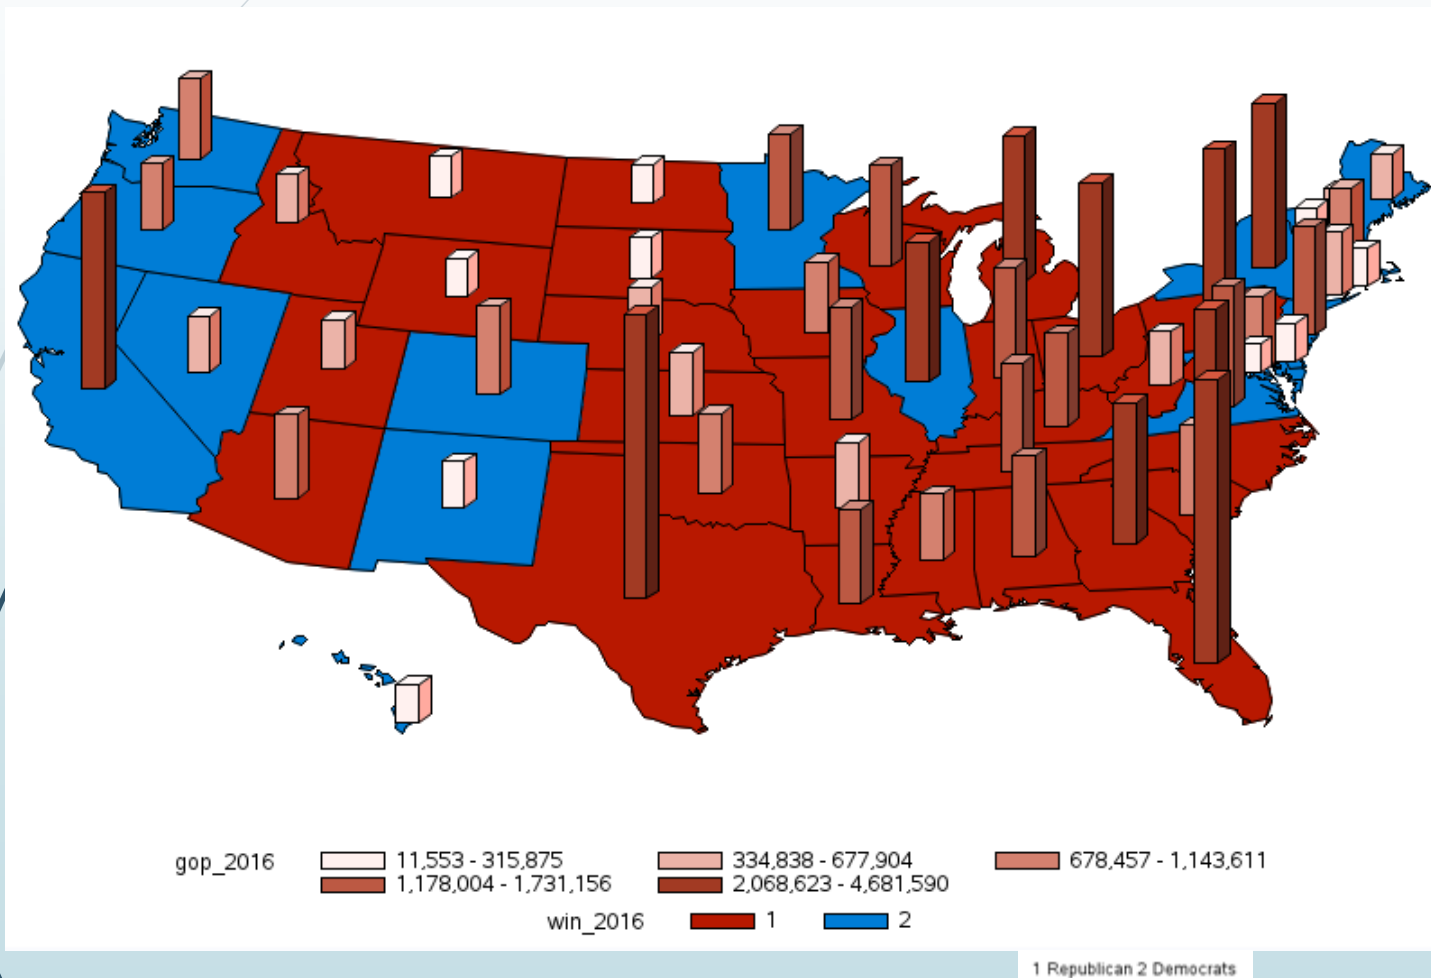 gop_2016 11,553 - 315,875 334,838 - 677,904 678,457 - 1,143,611
1,178,004 - 1,731,156 2,068,623 - 4,681,590
win_2016 1 2
1 Republican 2 Democrats